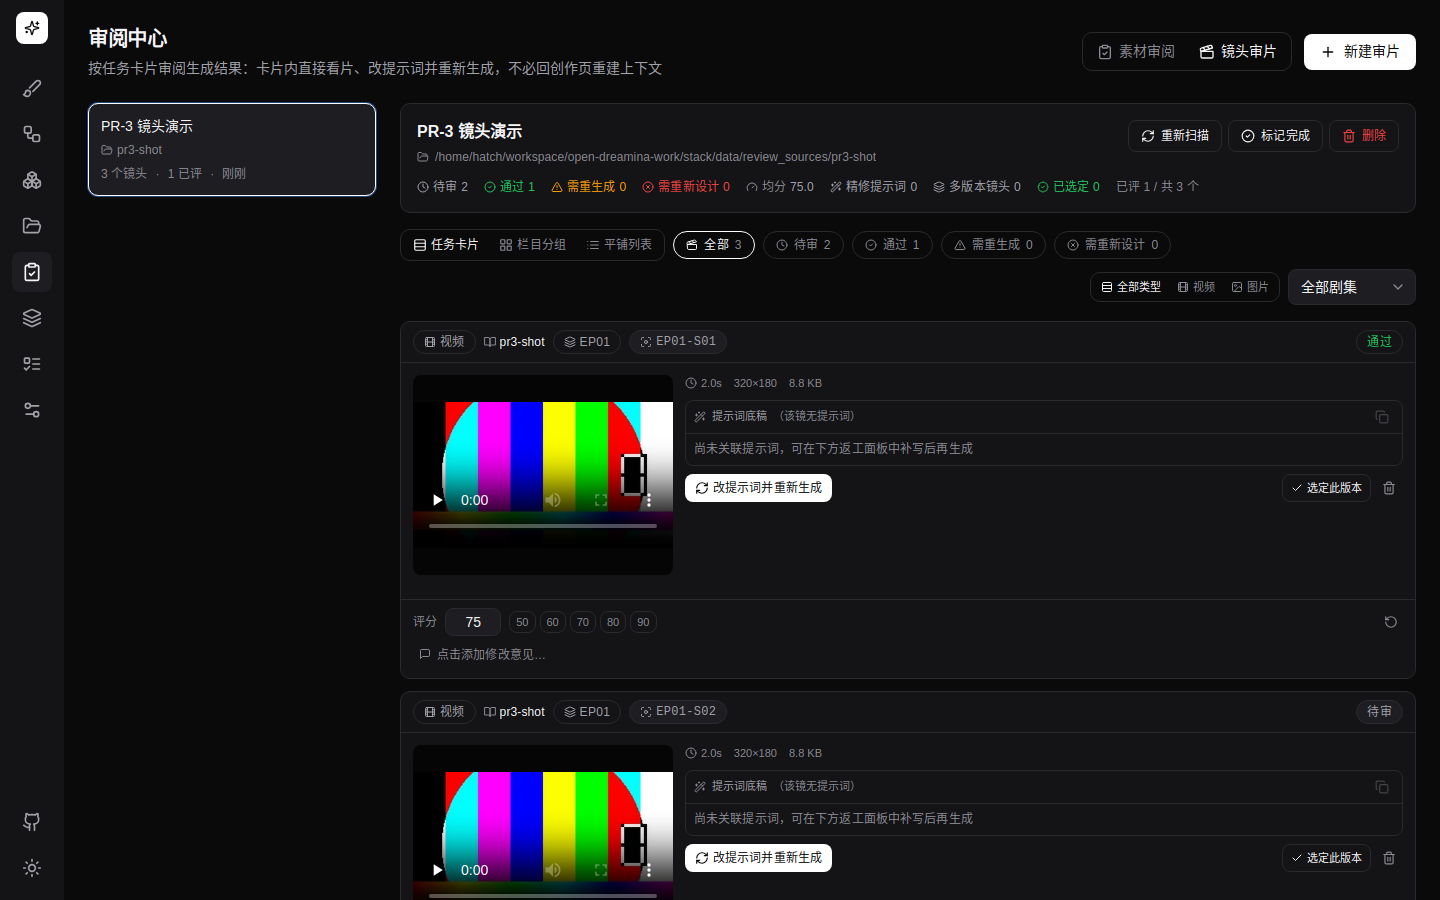 审阅中心
按任务卡片审阅生成结果：卡片内直接看片、改提示词并重新生成，不必回创作页重建上下文
素材审阅 镜头审片 新建审片
PR-3 镜头演示
pr3-shot
3 个镜头 · 1 已评 · 刚刚
PR-3 镜头演示
重新扫描 标记完成 删除
/home/hatch/workspace/open-dreamina-work/stack/data/review_sources/pr3-shot
待审 2 通过 1 需重生成 0 需重新设计 0 均分 75.0 精修提示词 0 多版本镜头 0 已选定 0 已评 1 / 共 3 个
任务卡片 栏目分组 平铺列表 全部 3 待审 2 通过 1 需重生成 0 需重新设计 0
全部类型 视频 图片 全部剧集
视频 pr3-shot EP01 EP01-S01 通过
2.0s 320×180 8.8 KB
提示词底稿 （该镜无提示词）
尚未关联提示词，可在下方返工面板中补写后再生成
改提示词并重新生成 选定此版本
0
0:00
评分 75 50 60 70 80 90
点击添加修改意见…
视频 pr3-shot EP01 EP01-S02 待审
2.0s 320×180 8.8 KB
提示词底稿 （该镜无提示词）
尚未关联提示词，可在下方返工面板中补写后再生成
改提示词并重新生成 选定此版本
0
0:00